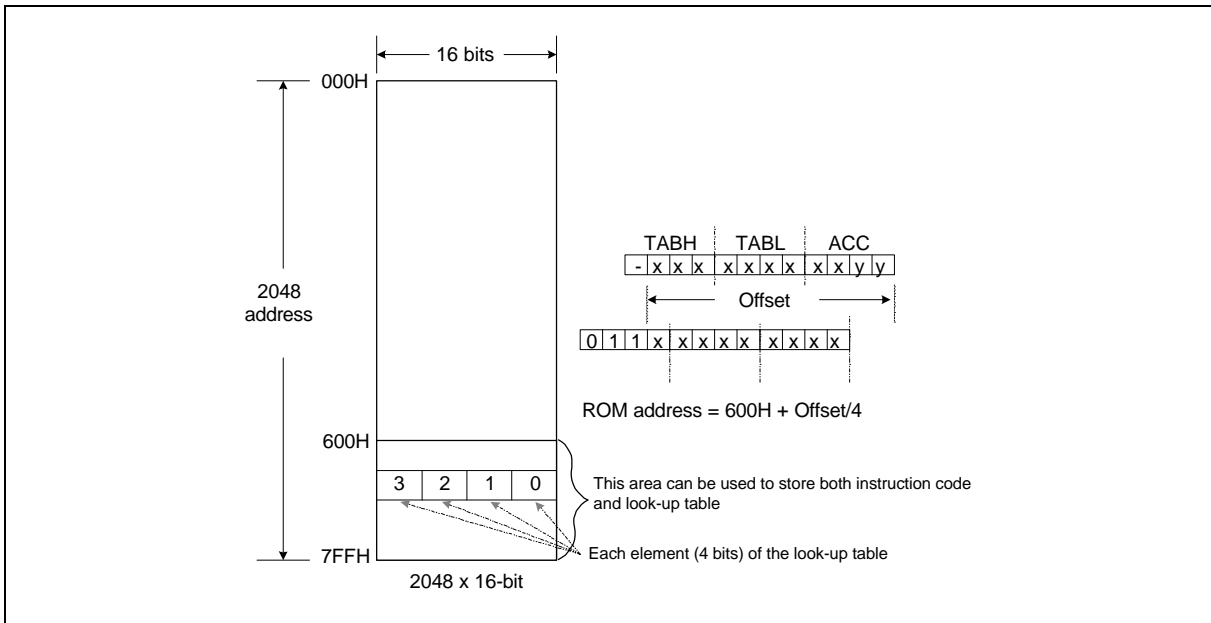 16 bits
000H
2048
address
TABH TABL ACC
- x x x x x x x x x y y
Offset
0 1 1 x x x x x x x x x
ROM address = 600H + Offset/4
600H
3 2 1 0
This area can be used to store both instruction code
and look-up table
Each element (4 bits) of the look-up table
7FFH
2048 x 16-bit